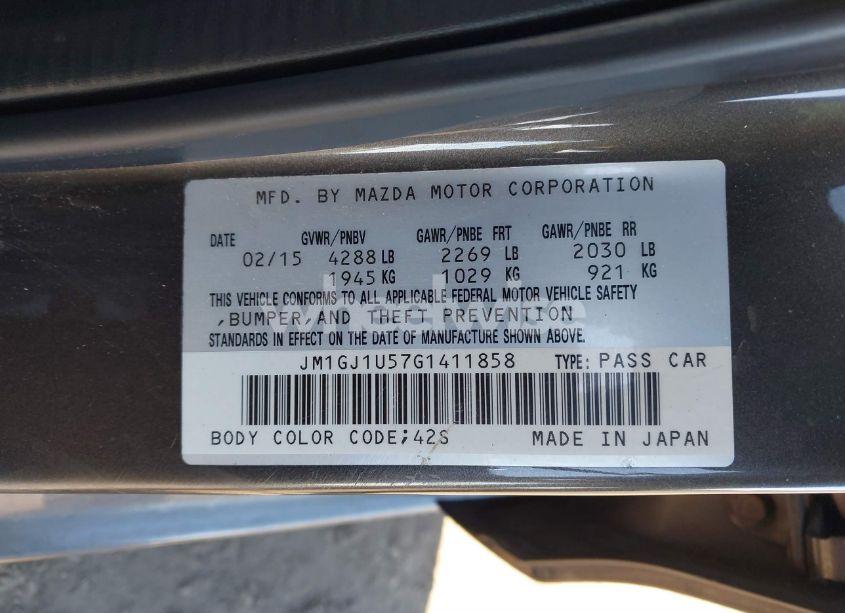 MFD. BY MAZDA MOTOR CORPORATION
DATE GVWR/PNBV GAWR/PNBE FRT GAWR/PNBE RR
02/15 4288 LB 2269 LB 2030 LB
1945 KG 1029 KG 921 KG
THIS VEHICLE CONFORMS TO ALL APPLICABLE FEDERAL MOTOR VEHICLE SAFETY
,BUMPER,AND THEFT PREVENTION
STANDARDS IN EFFECT ON THE DATE OF MANUFACTURE SHOWN ABOVE.
JM1GJ1U57G1411858 TYPE: PASS CAR
BODY COLOR CODE;42S MADE IN JAPAN